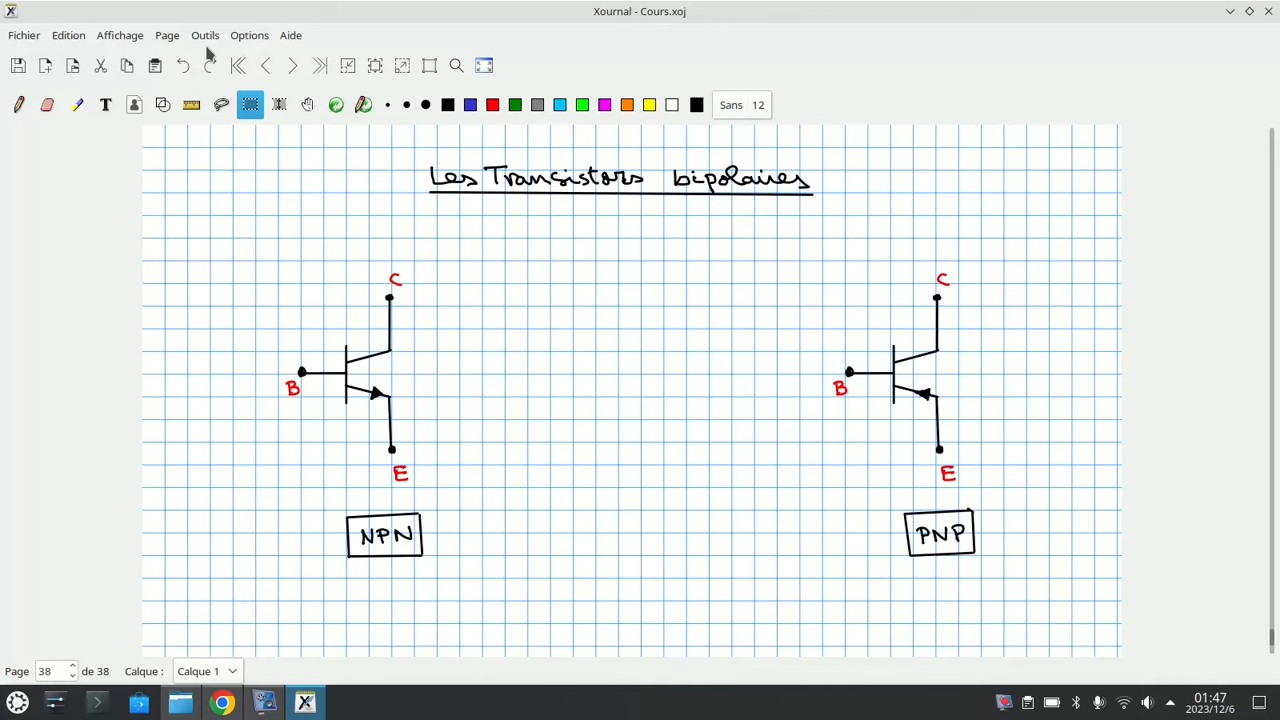 Xournal - Cours.xoj
Fichier Edition Affichage Page Outils Options Aide
T Sans 12
Les Transistors bipolaires
C C
B B
E E
NPN PNP
Page 38 de 38 Calque : Calque 1
01:47
2023/12/6